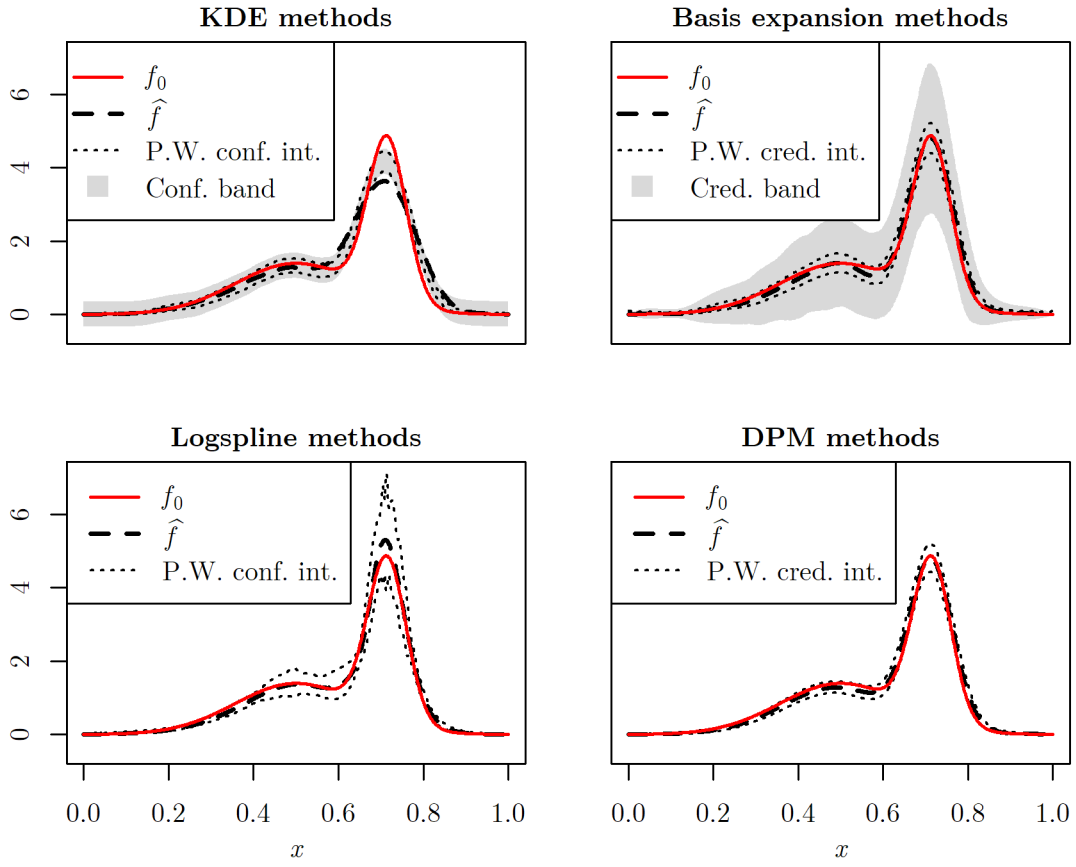 KDE methods
Basis expansion methods
f₀
f̂
P.W. conf. int.
Conf. band
f₀
f̂
P.W. cred. int.
Cred. band
6
4
2
0
Logspline methods
DPM methods
f₀
f̂
P.W. conf. int.
f₀
f̂
P.W. cred. int.
6
4
2
0
0.0 0.2 0.4 0.6 0.8 1.0
0.0 0.2 0.4 0.6 0.8 1.0
x
x